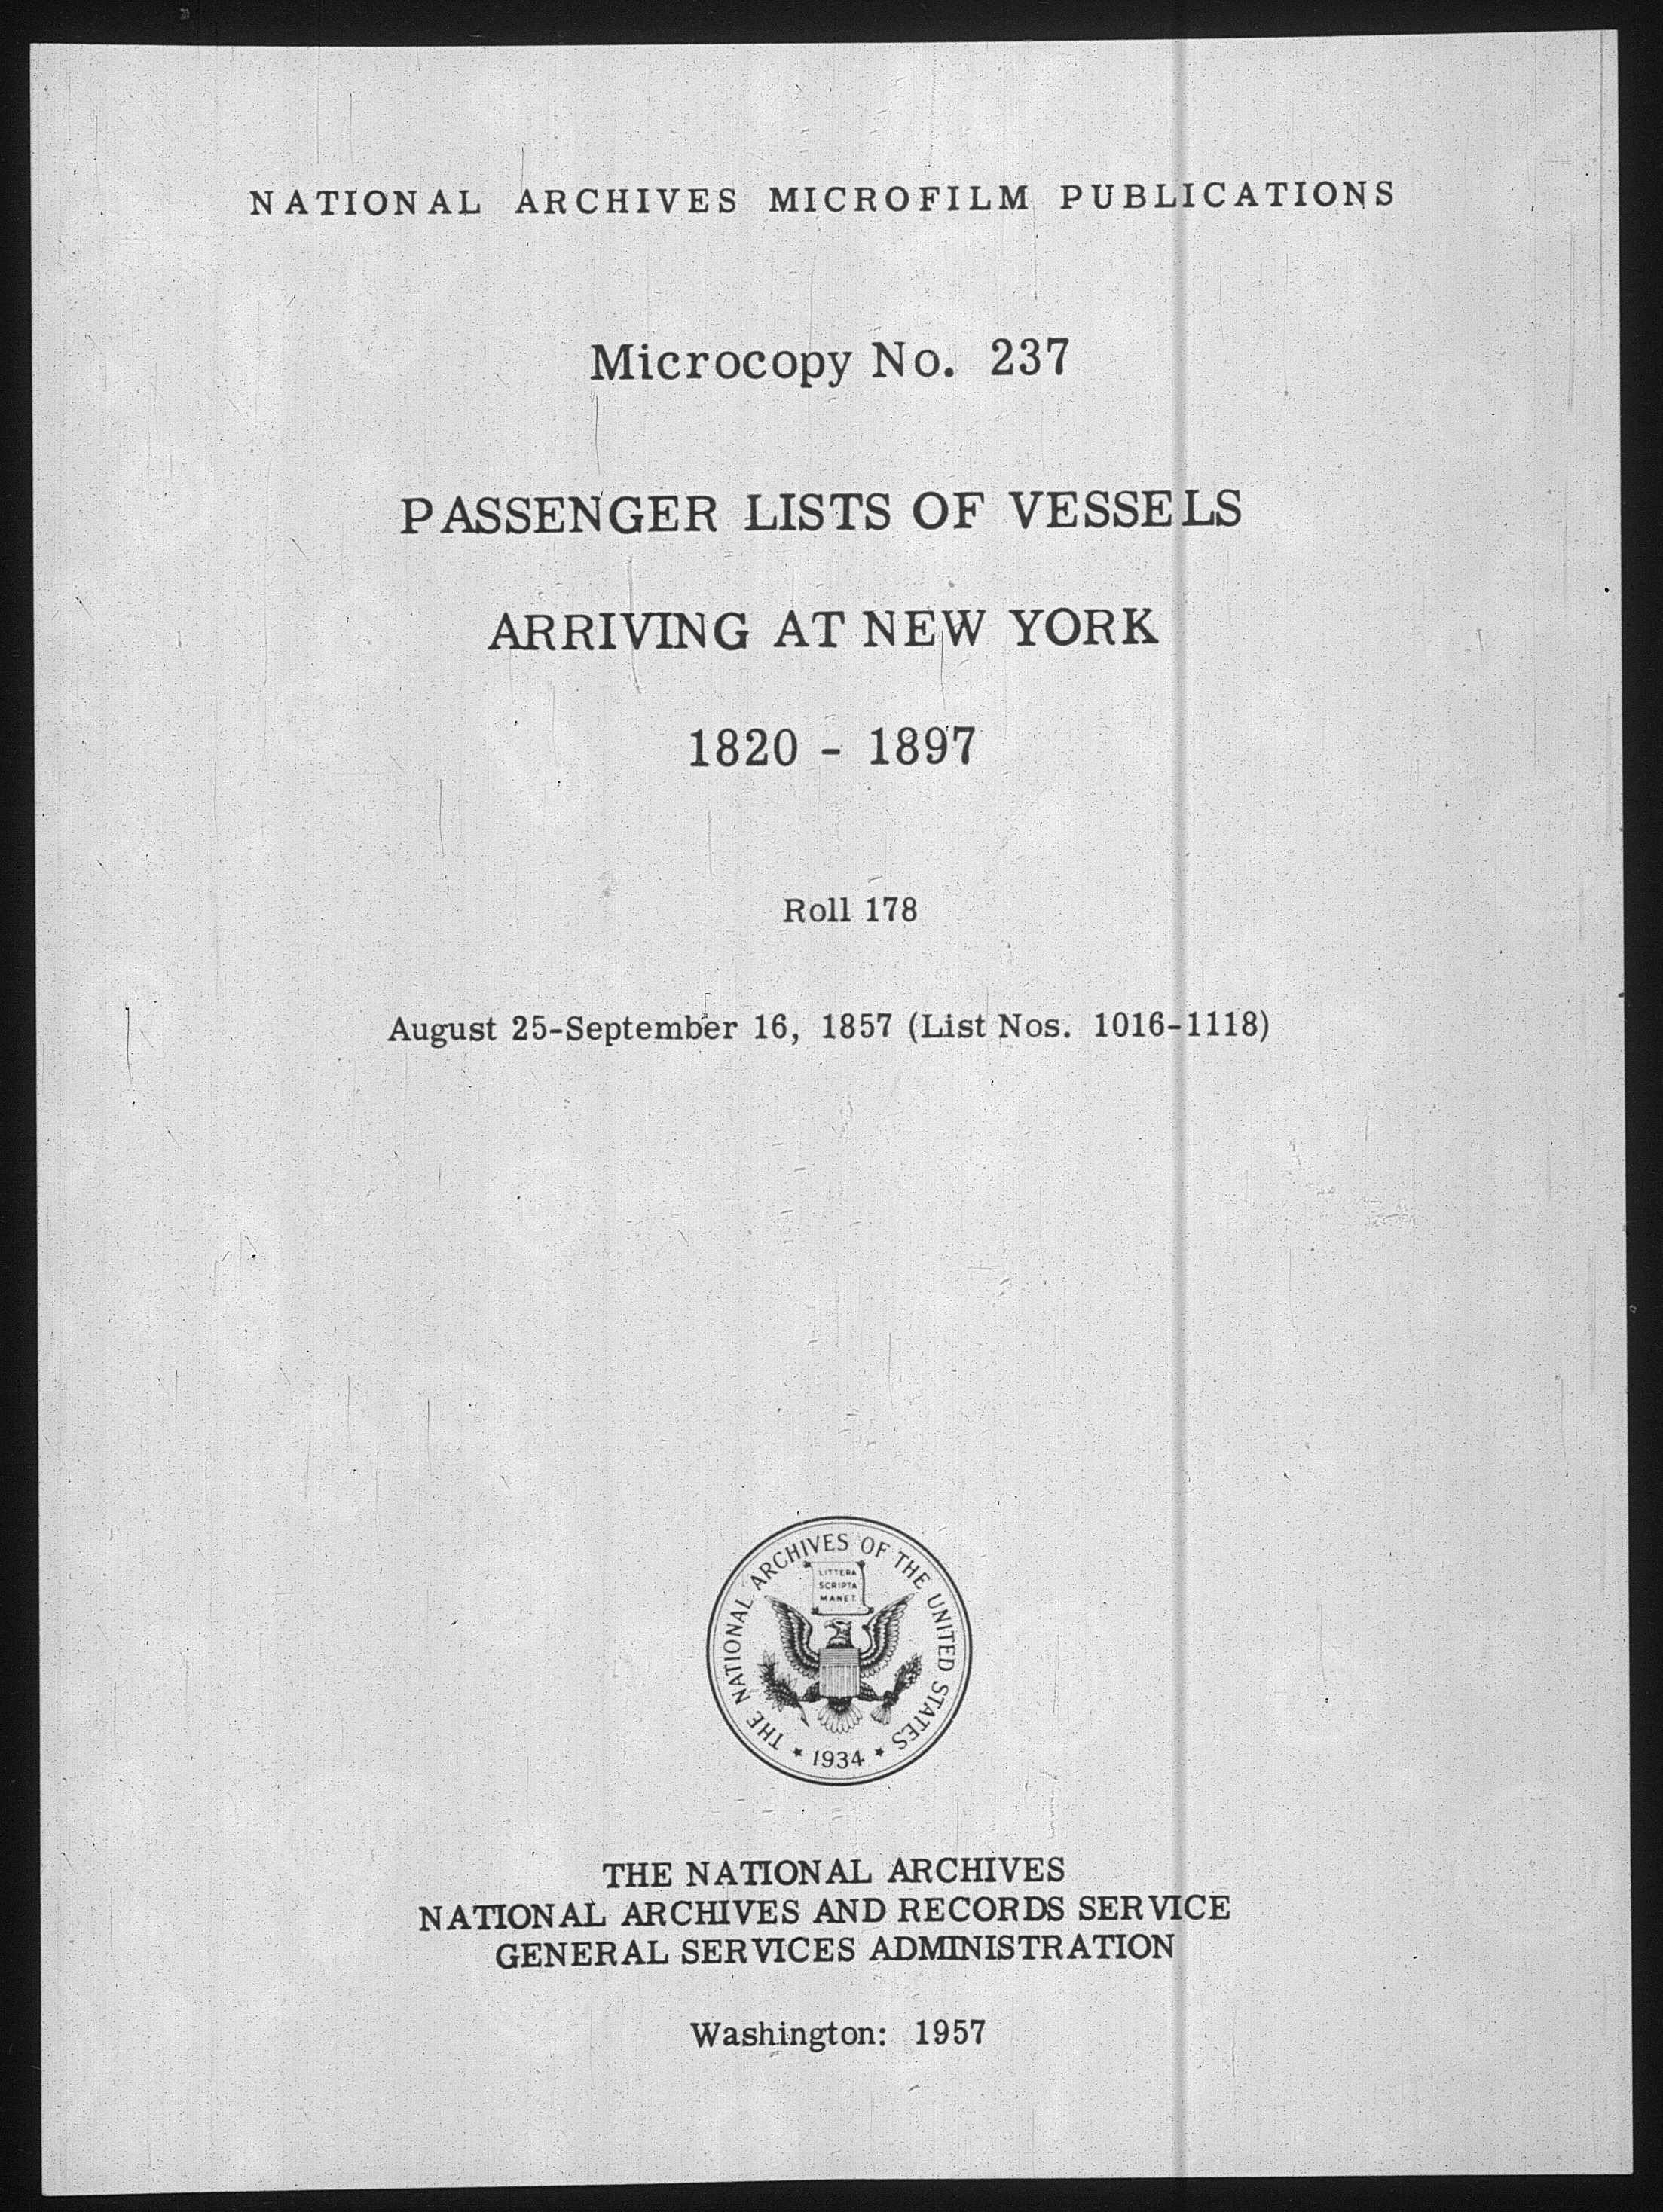 NATIONAL ARCHIVES MICROFILM PUBLICATIONS
Microcopy No. 237
PASSENGER LISTS OF VESSELS
ARRIVING AT NEW YORK
1820 - 1897
Roll 178
August 25-September 16, 1857 (List Nos. 1016-1118)
THE NATIONAL ARCHIVES OF THE UNITED STATES
LITTERA
SCRIPTA
MANET
★ 1934 ★
THE NATIONAL ARCHIVES
NATIONAL ARCHIVES AND RECORDS SERVICE
GENERAL SERVICES ADMINISTRATION
Washington: 1957